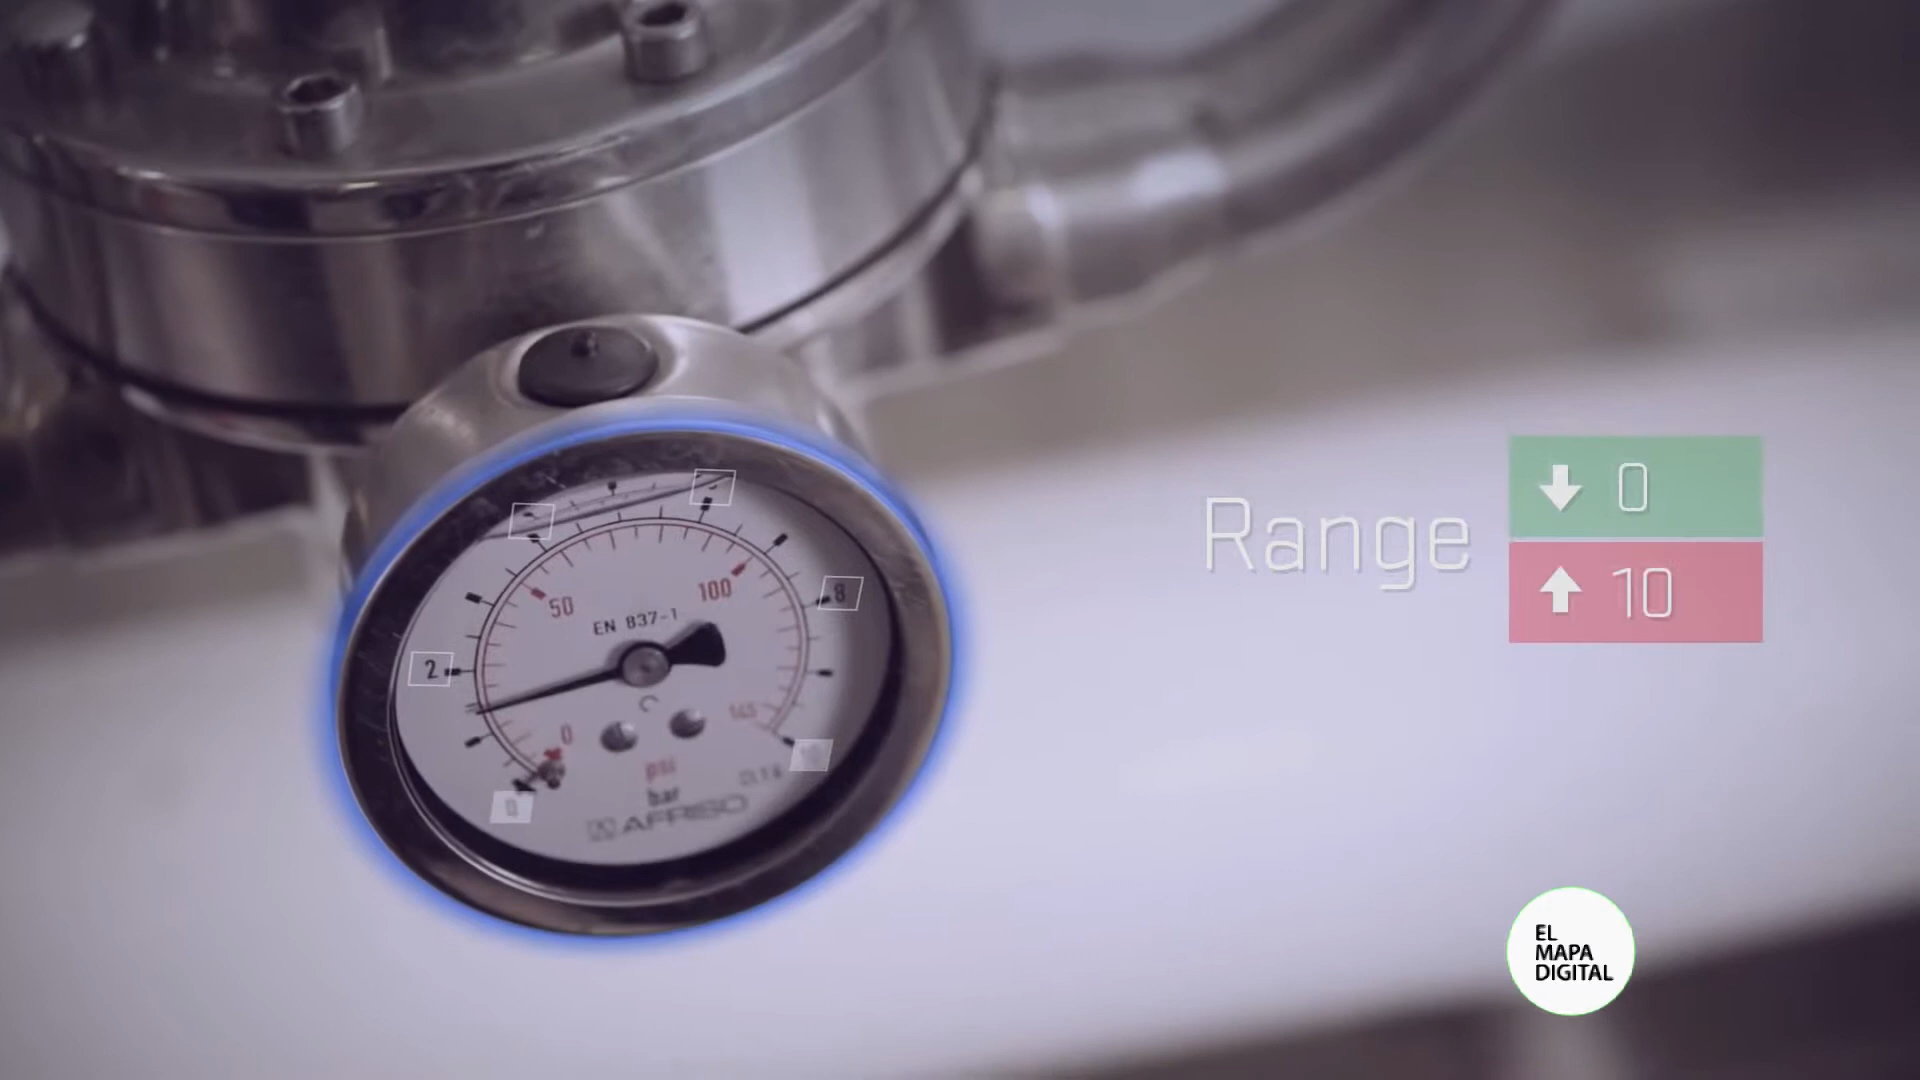 Range
0
10
2
8
50
100
EN 837-1
0
psi
bar
AFRISO
0
EL
MAPA
DIGITAL